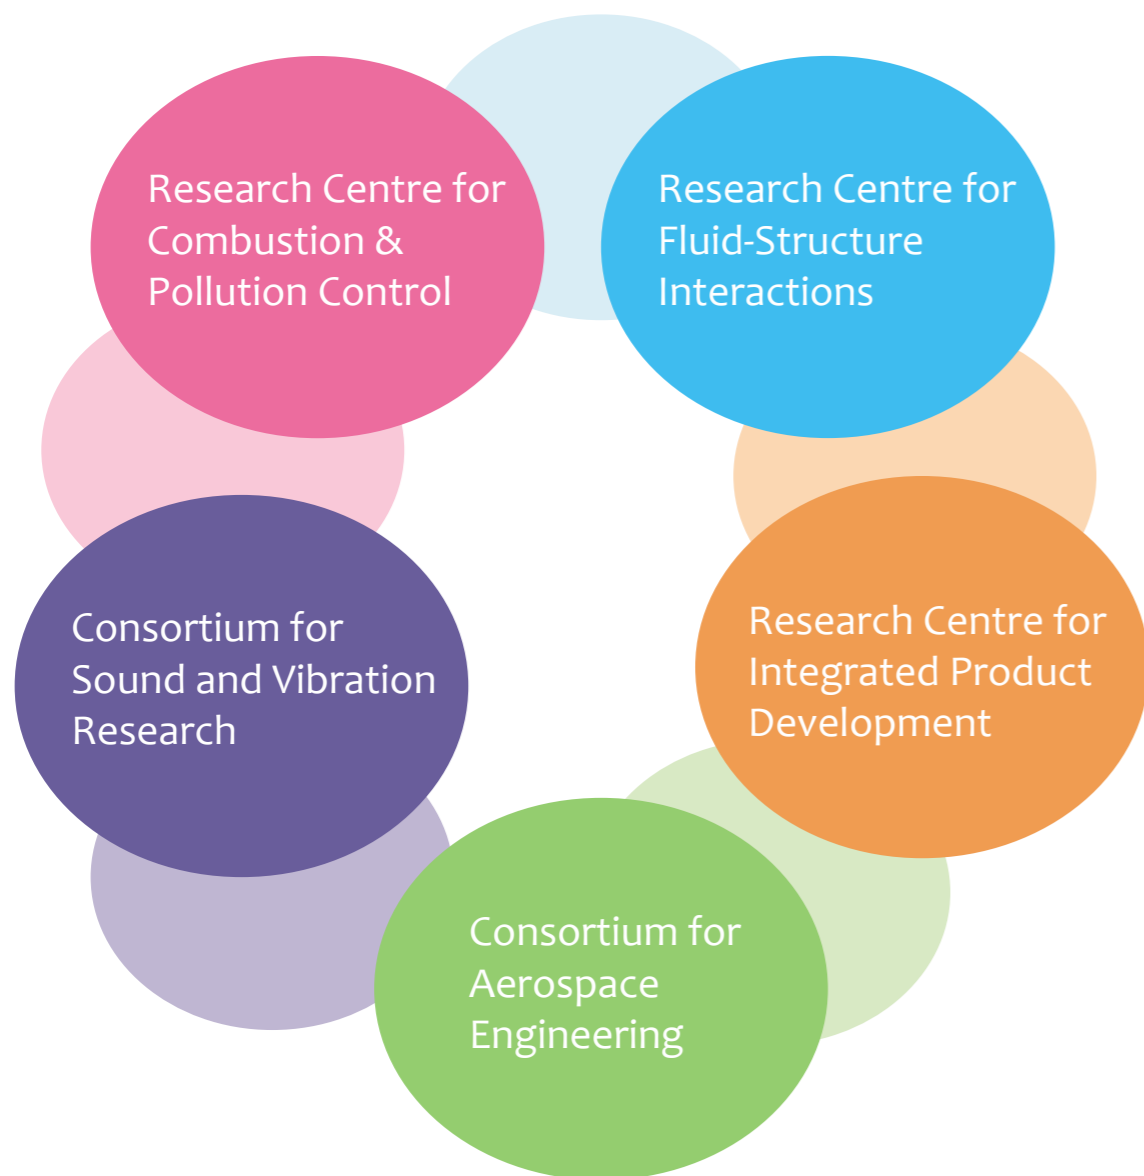 Research Centre for
Combustion &
Pollution Control
Research Centre for
Fluid-Structure
Interactions
Consortium for
Sound and Vibration
Research
Research Centre for
Integrated Product
Development
Consortium for
Aerospace
Engineering